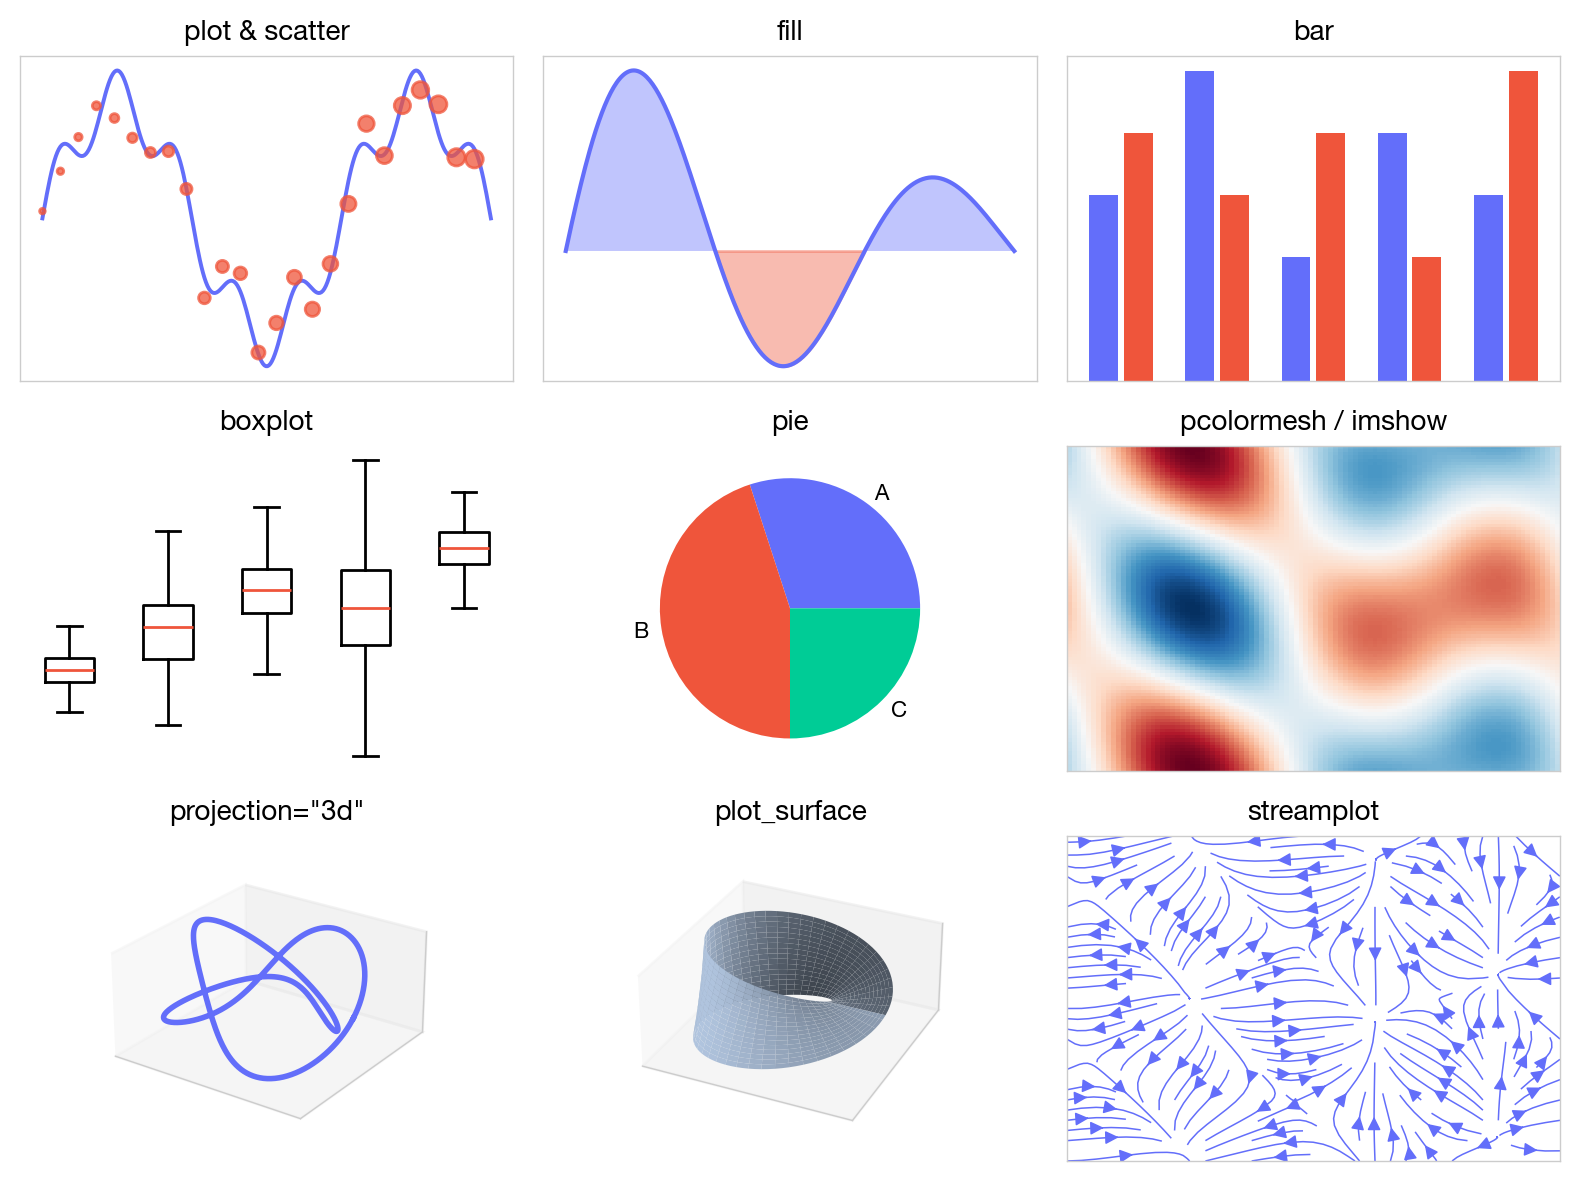 plot & scatter
fill
bar
boxplot
pie
pcolormesh / imshow
A
B
C
projection="3d"
plot_surface
streamplot